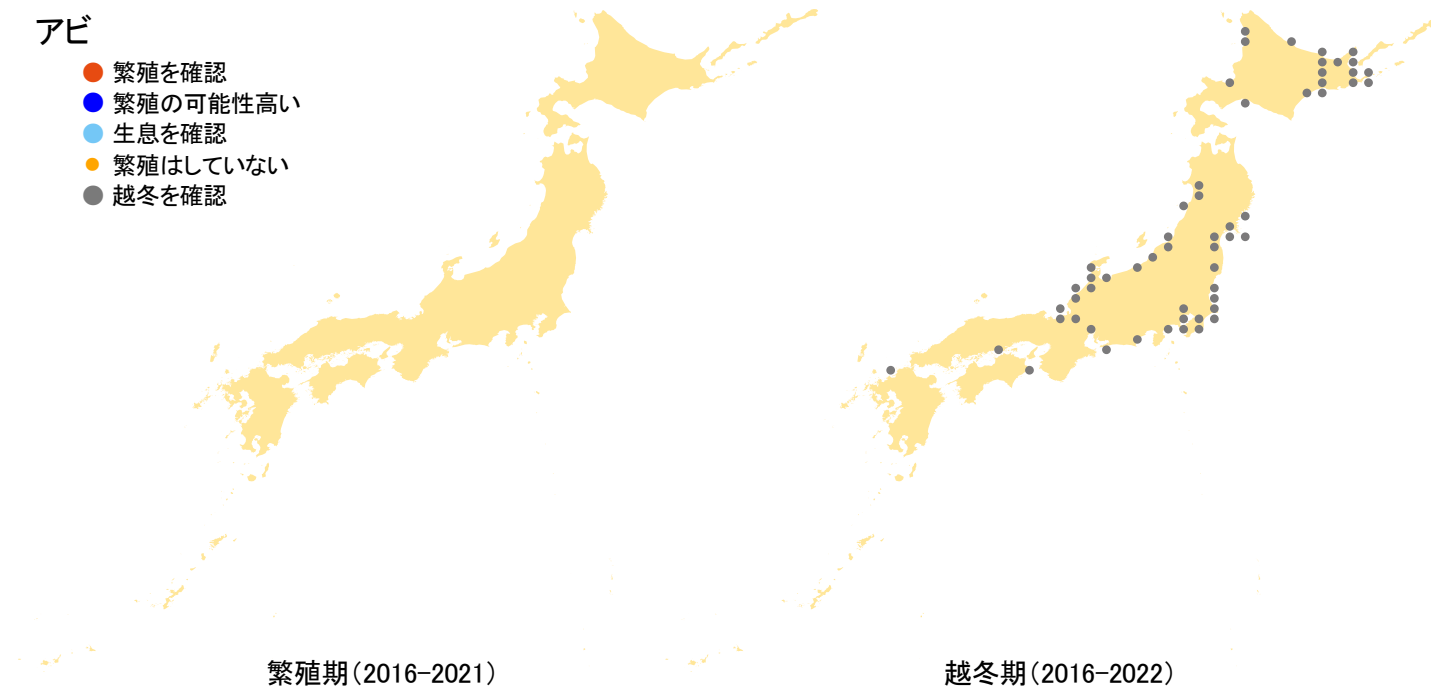 アビ
繁殖を確認
繁殖の可能性高い
生息を確認
繁殖はしていない
越冬を確認
繁殖期（2016-2021）
越冬期（2016-2022）